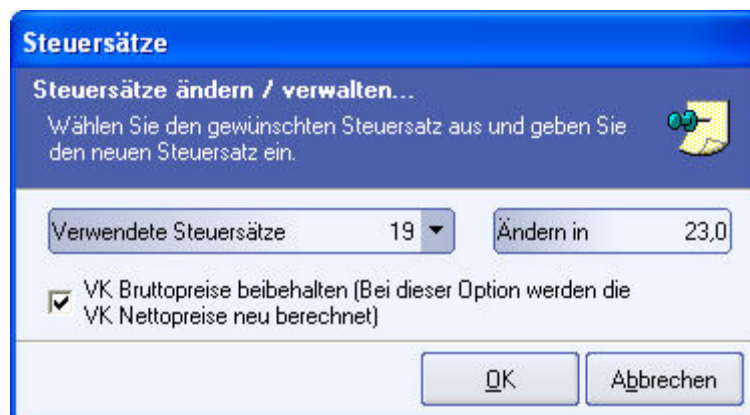 Steuersätze
Steuersätze ändern / verwalten...
Wählen Sie den gewünschten Steuersatz aus und geben Sie
den neuen Steuersatz ein.
Verwendete Steuersätze 19 Ändern in 23,0
VK Bruttopreise beibehalten (Bei dieser Option werden die
VK Nettopreise neu berechnet)
OK Abbrechen